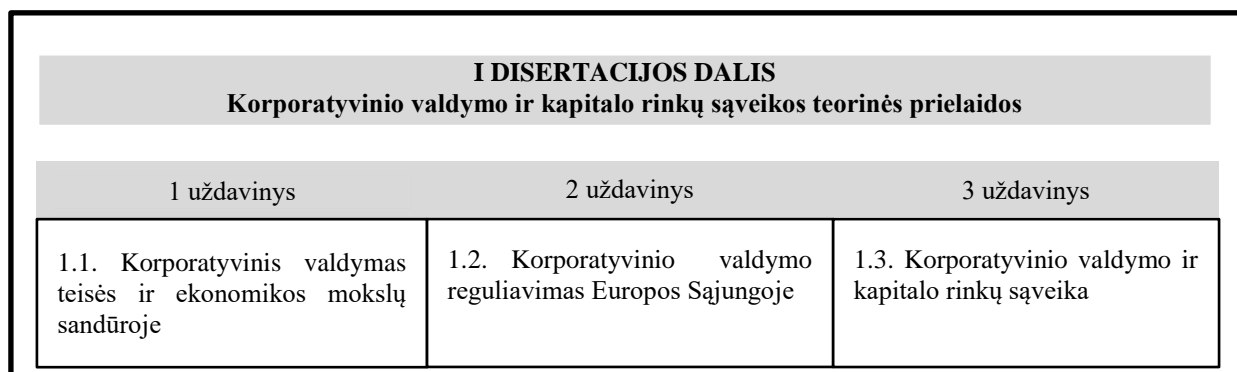 I DISERTACIJOS DALIS
Korporatyvinio valdymo ir kapitalo rinkų sąveikos teorinės prielaidos
1 uždavinys
2 uždavinys
3 uždavinys
1.1. Korporatyvinis valdymas
teisės ir ekonomikos mokslų
sandūroje
1.2. Korporatyvinio valdymo
reguliavimas Europos Sąjungoje
1.3. Korporatyvinio valdymo ir
kapitalo rinkų sąveika